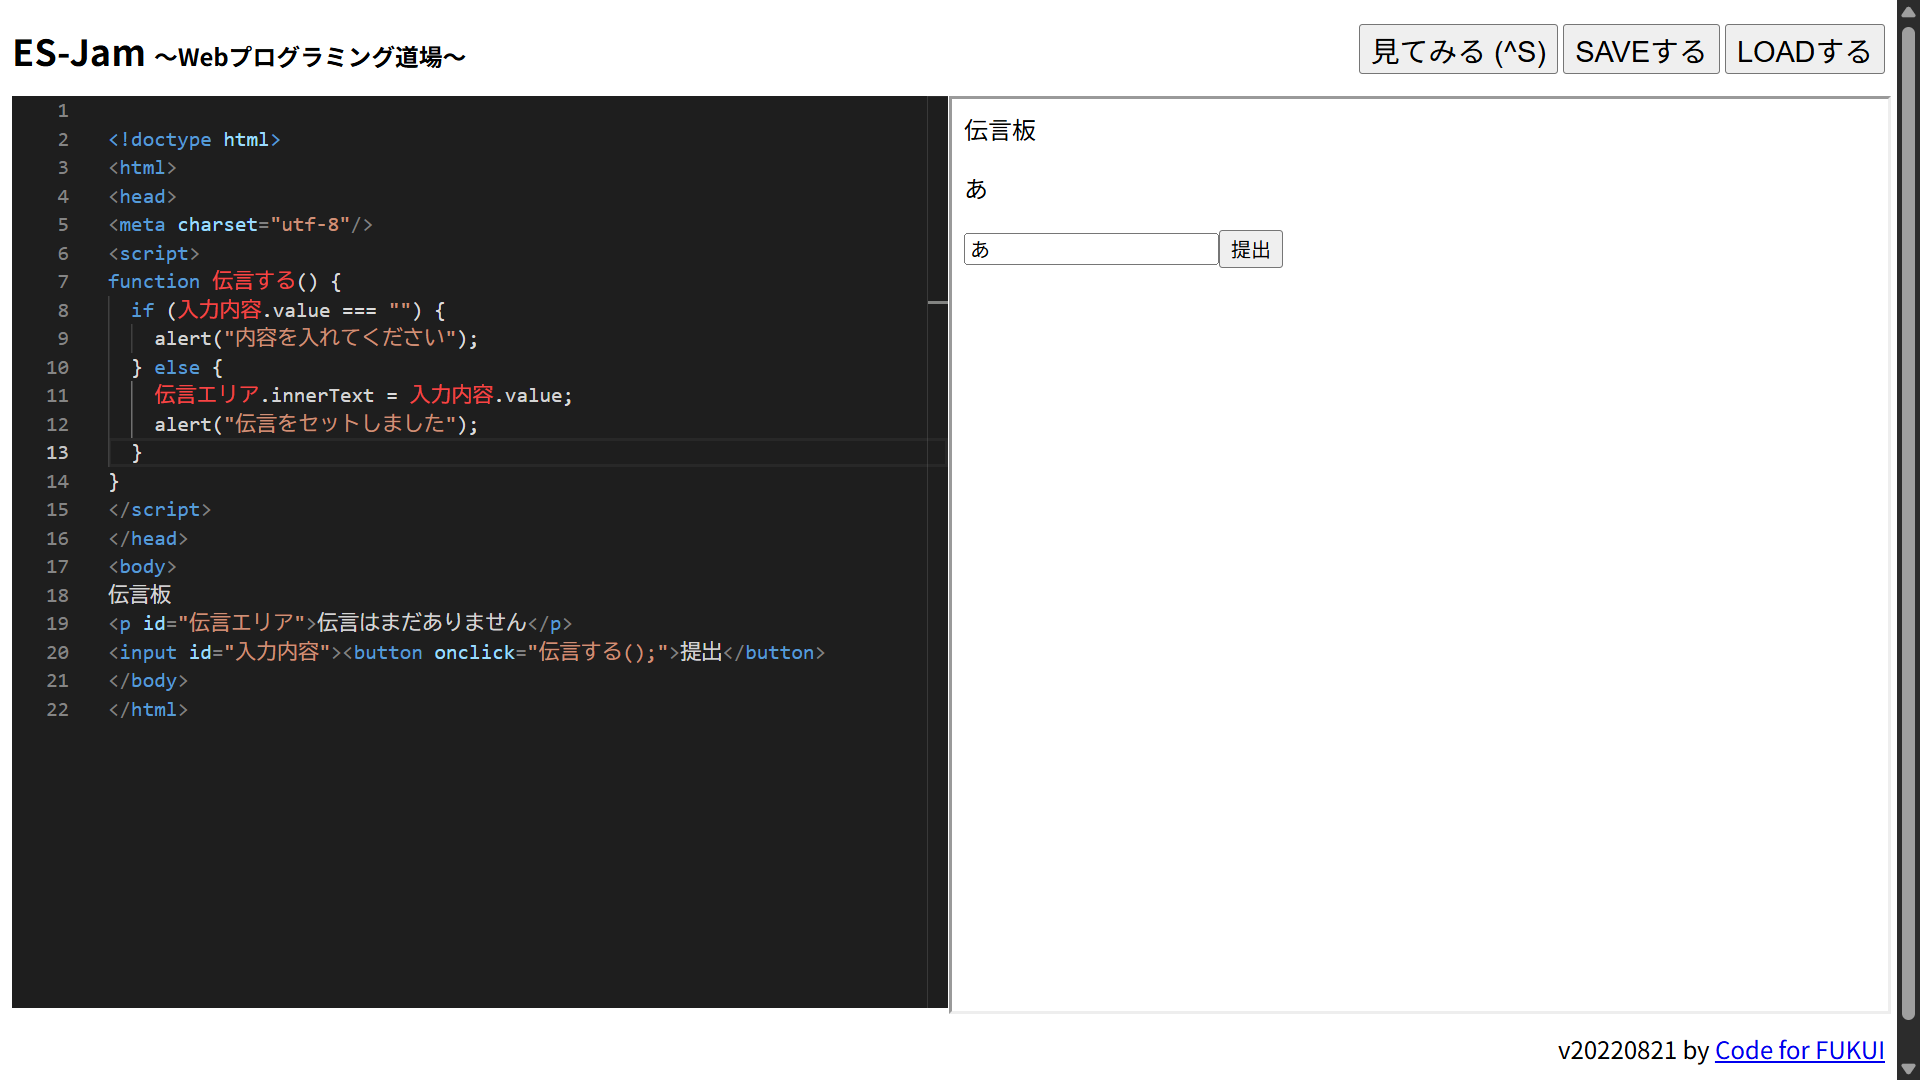 ES-Jam ～Webプログラミング道場～
見てみる (^S) SAVEする LOADする
1
2 <!doctype html>
3 <html>
4 <head>
5 <meta charset="utf-8"/>
6 <script>
7 function 伝言する() {
8   if (入力内容.value === "") {
9     alert("内容を入れてください");
10   } else {
11     伝言エリア.innerText = 入力内容.value;
12     alert("伝言をセットしました");
13   }
14 }
15 </script>
16 </head>
17 <body>
18 伝言板
19 <p id="伝言エリア">伝言はまだありません</p>
20 <input id="入力内容"><button onclick="伝言する();">提出</button>
21 </body>
22 </html>
伝言板
あ
あ 提出
v20220821 by Code for FUKUI